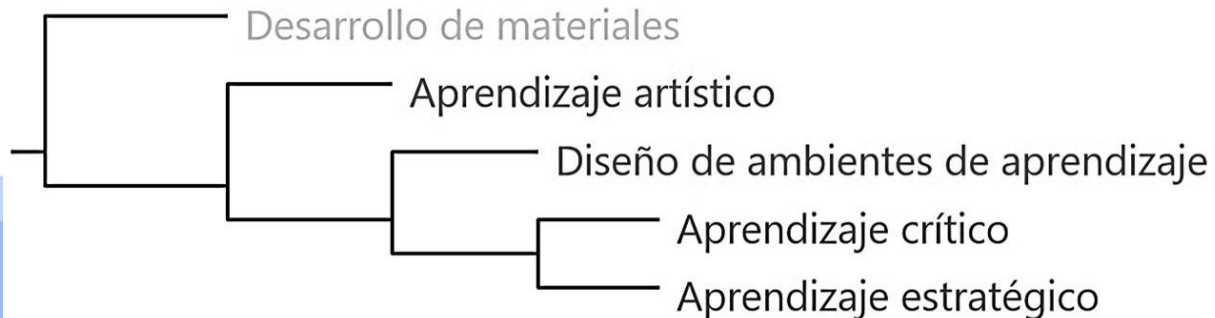 Desarrollo de materiales
Aprendizaje artístico
Diseño de ambientes de aprendizaje
Aprendizaje crítico
Aprendizaje estratégico